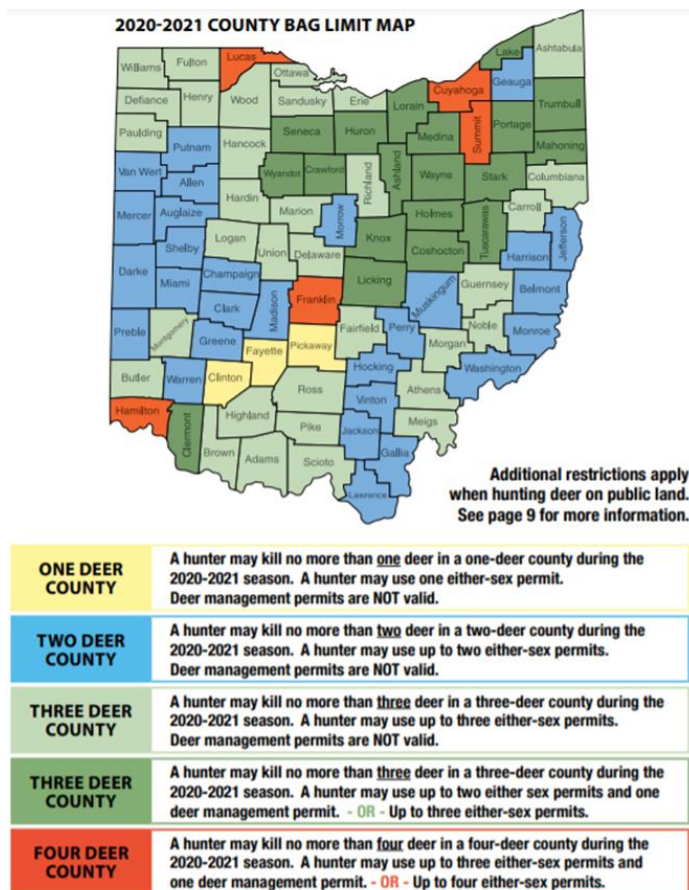 2020-2021 COUNTY BAG LIMIT MAP
Williams
Fulton
Lucas
Ottawa
Lake
Ashtabula
Defiance
Henry
Wood
Sandusky
Erie
Lorain
Cuyahoga
Geauga
Trumbull
Paulding
Putnam
Hancock
Seneca
Huron
Medina
Summit
Portage
Mahoning
Van Wert
Allen
Wyandot
Crawford
Richland
Ashland
Wayne
Stark
Columbiana
Mercer
Auglaize
Hardin
Marion
Morrow
Holmes
Tuscarawas
Carroll
Jefferson
Shelby
Logan
Union
Delaware
Knox
Coshocton
Harrison
Darke
Miami
Champaign
Clark
Madison
Franklin
Licking
Muskingum
Guernsey
Belmont
Preble
Montgomery
Greene
Fayette
Pickaway
Fairfield
Perry
Morgan
Noble
Monroe
Butler
Warren
Clinton
Ross
Hocking
Athens
Washington
Hamilton
Clermont
Highland
Pike
Vinton
Jackson
Meigs
Brown
Adams
Scioto
Gallia
Lawrence
Additional restrictions apply
when hunting deer on public land.
See page 9 for more information.
ONE DEER
COUNTY
A hunter may kill no more than one deer in a one-deer county during the
2020-2021 season. A hunter may use one either-sex permit.
Deer management permits are NOT valid.
TWO DEER
COUNTY
A hunter may kill no more than two deer in a two-deer county during the
2020-2021 season. A hunter may use up to two either-sex permits.
Deer management permits are NOT valid.
THREE DEER
COUNTY
A hunter may kill no more than three deer in a three-deer county during the
2020-2021 season. A hunter may use up to three either-sex permits.
Deer management permits are NOT valid.
THREE DEER
COUNTY
A hunter may kill no more than three deer in a three-deer county during the
2020-2021 season. A hunter may use up to two either sex permits and one
deer management permit. - OR - Up to three either-sex permits.
FOUR DEER
COUNTY
A hunter may kill no more than four deer in a four-deer county during the
2020-2021 season. A hunter may use up to three either-sex permits and
one deer management permit. - OR - Up to four either-sex permits.